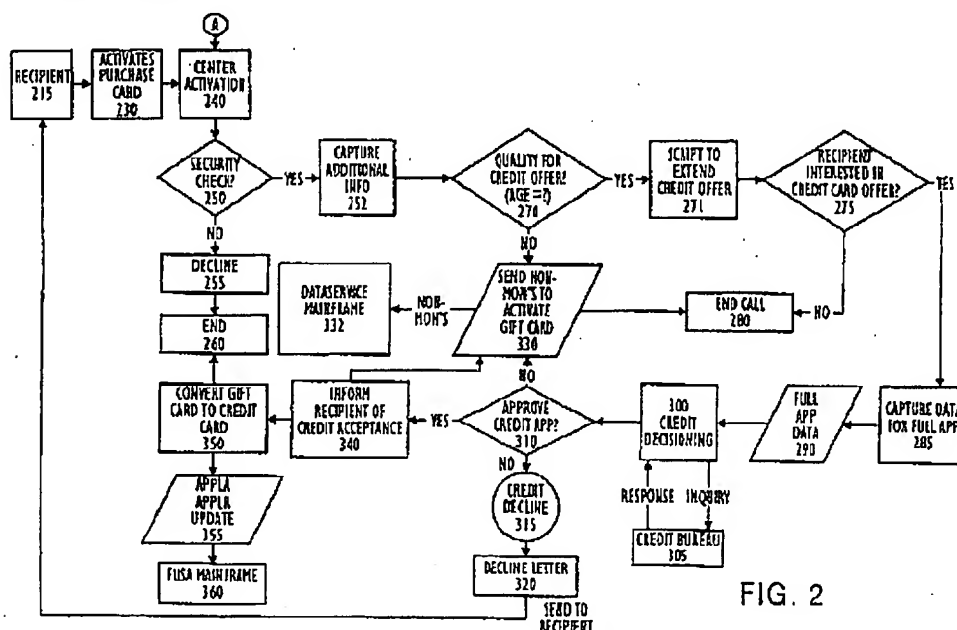 A
RECIPIENT
215
ACTIVATES
PURCHASE
CARD
230
CENTER
ACTIVATION
240
SECURITY
CHECK?
250
YES
NO
CAPTURE
ADDITIONAL
INFO
252
QUALITY FOR
CREDIT OFFER?
(AGE =?)
270
YES
NO
SCRIPT TO
EXTEND
CREDIT OFFER
271
RECIPIENT
INTERESTED IN
CREDIT CARD OFFER?
275
YES
NO
DECLINE
255
END
260
DATASERVICE
MAINFRAME
332
NON-
MON'S
SEND NON-
MON'S TO
ACTIVATE
GIFT CARD
330
END CALL
280
CONVERT GIFT
CARD TO CREDIT
CARD
350
INFORM
RECIPIENT OF
CREDIT ACCEPTANCE
340
YES
NO
APPROVE
CREDIT APP?
310
NO
300
CREDIT
DECISIONING
FULL
APP
DATA
290
CAPTURE DATA
FOR FULL APP
285
RESPONSE INQUIRY
CREDIT BUREAU
305
APPLA
APPLR
UPDATE
355
CREDIT
DECLINE
315
FUSA MAINFRAME
360
DECLINE LETTER
320
SEND TO
RECIPIENT
FIG. 2